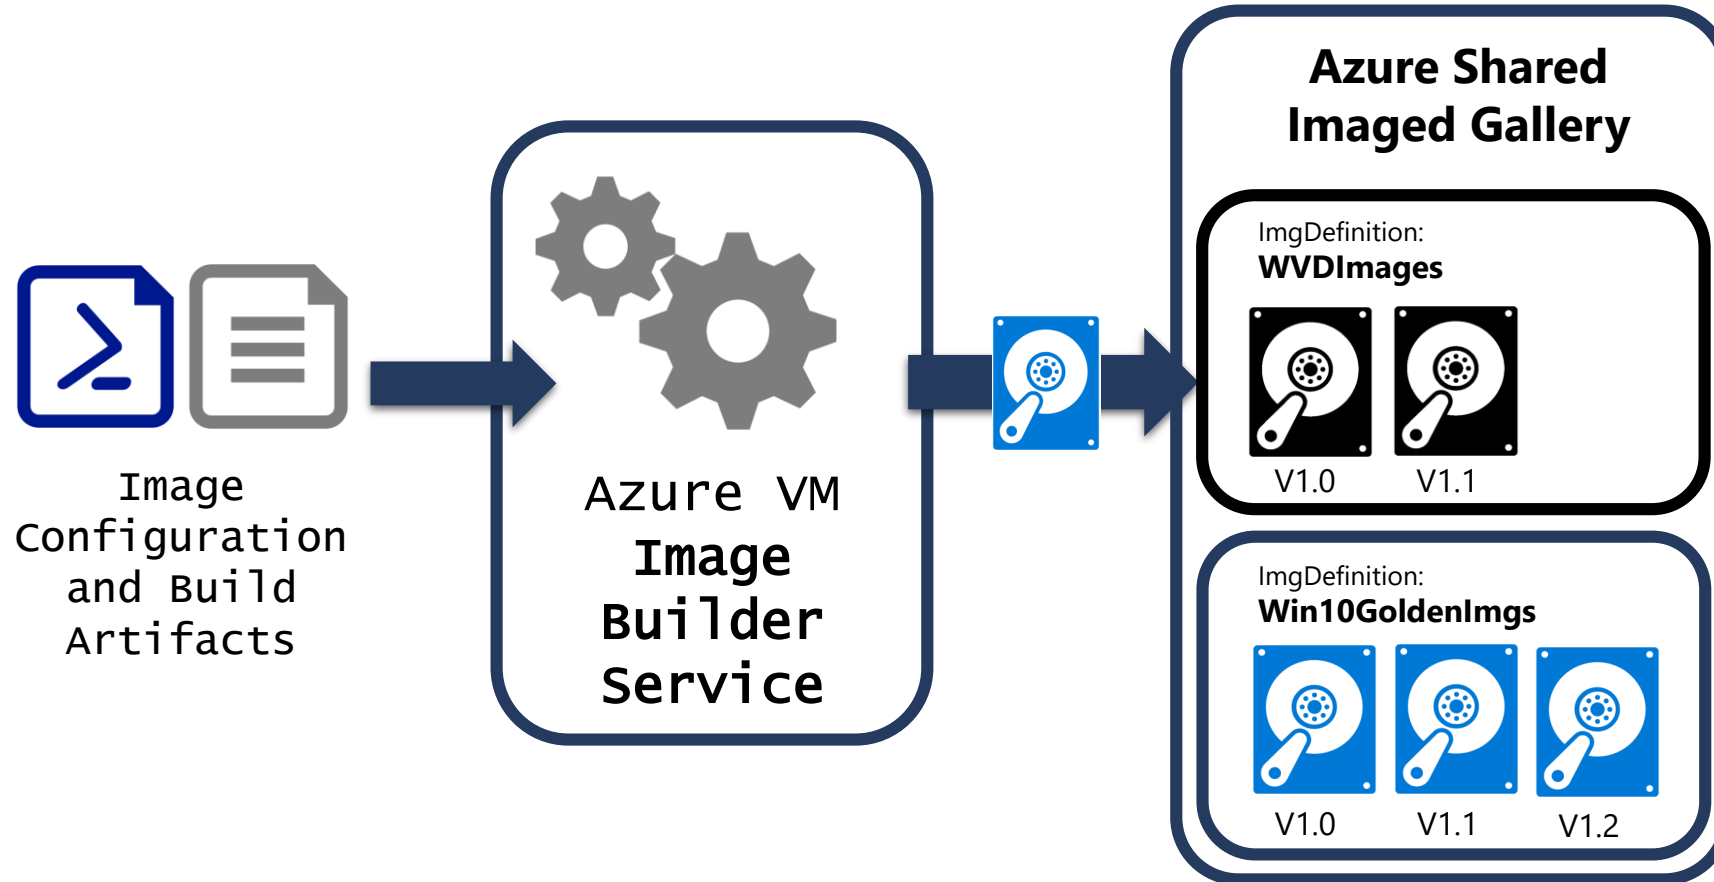 Image
Configuration
and Build
Artifacts
Azure VM
Image
Builder
Service
Azure Shared
Imaged Gallery
ImgDefinition:
WVDImages
V1.0 V1.1
ImgDefinition:
Win10GoldenImgs
V1.0 V1.1 V1.2